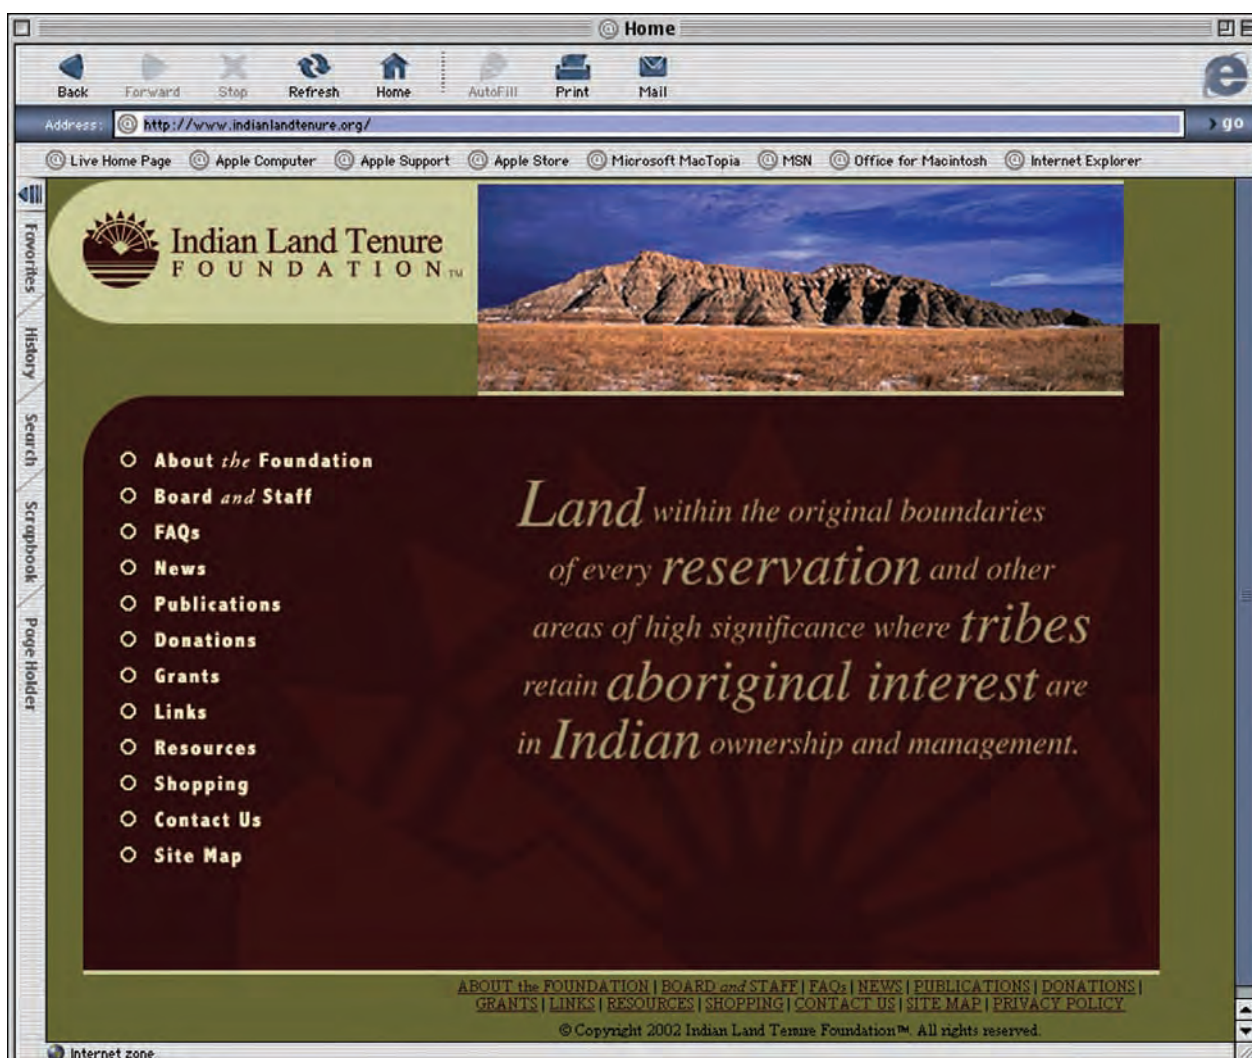 @ Home
Back Forward Stop Refresh Home AutoFill Print Mail
Address: @ http://www.indianlandtenure.org/ go
@ Live Home Page @ Apple Computer @ Apple Support @ Apple Store @ Microsoft MacTopia @ MSN @ Office for Macintosh @ Internet Explorer
Favorites
History
Search
Scrapbook
Page Holder
Indian Land Tenure
FOUNDATION™
About the Foundation
Board and Staff
FAQs
News
Publications
Donations
Grants
Links
Resources
Shopping
Contact Us
Site Map
Land within the original boundaries
of every reservation and other
areas of high significance where tribes
retain aboriginal interest are
in Indian ownership and management.
ABOUT the FOUNDATION | BOARD and STAFF | FAQs | NEWS | PUBLICATIONS | DONATIONS |
GRANTS | LINKS | RESOURCES | SHOPPING | CONTACT US | SITE MAP | PRIVACY POLICY
© Copyright 2002 Indian Land Tenure Foundation™. All rights reserved.
Internet zone